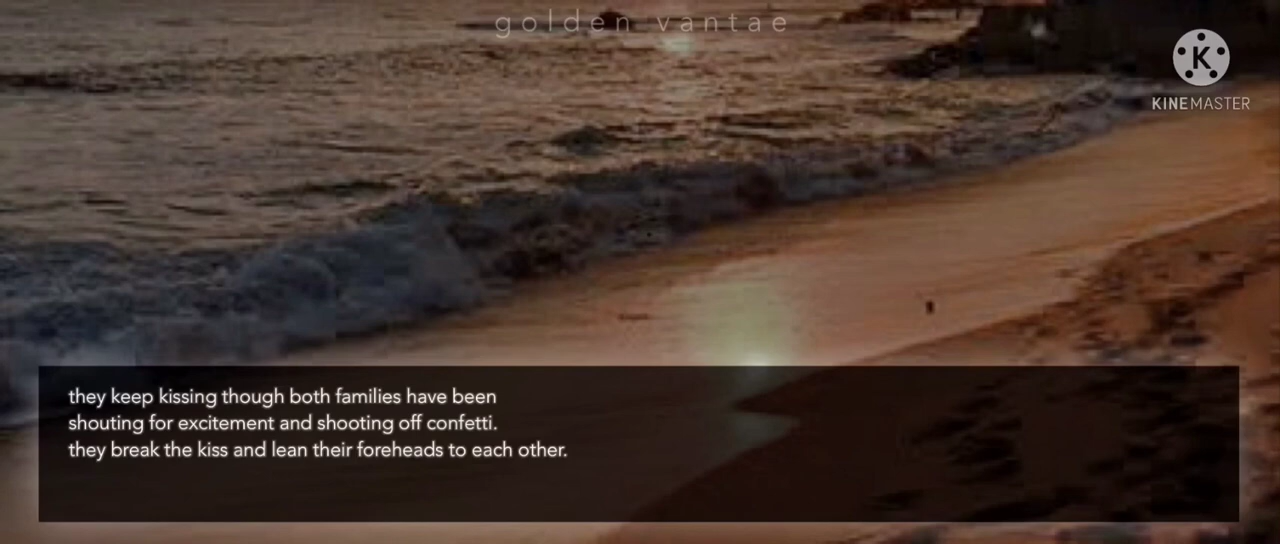 golden vantae
K
KINEMASTER
they keep kissing though both families have been
shouting for excitement and shooting off confetti.
they break the kiss and lean their foreheads to each other.